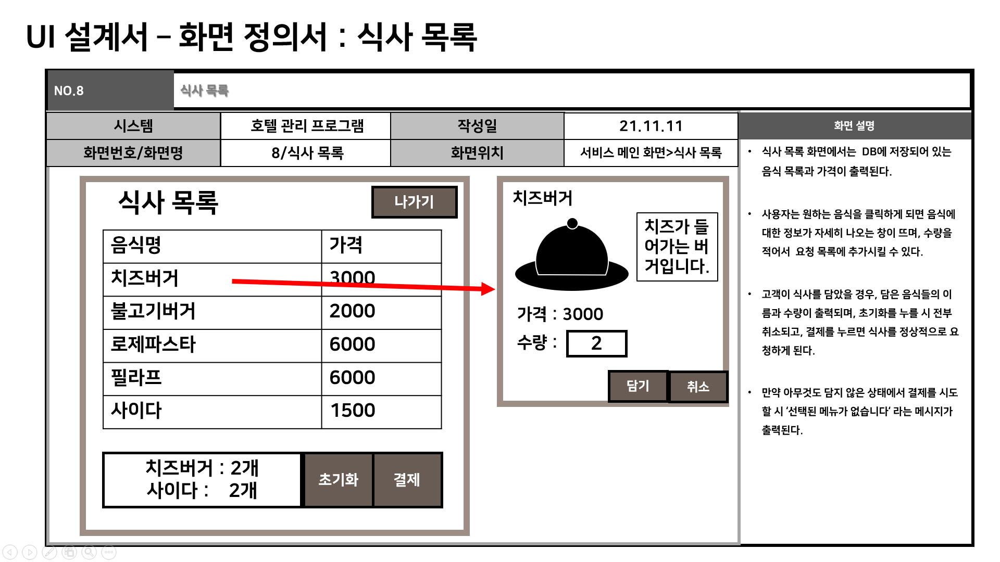 UI 설계서 – 화면 정의서 : 식사 목록
NO.8
식사 목록
시스템
호텔 관리 프로그램
작성일
21.11.11
화면번호/화면명
8/식사 목록
화면위치
서비스 메인 화면>식사 목록
식사 목록
나가기
음식명
가격
치즈버거
3000
불고기버거
2000
로제파스타
6000
필라프
6000
사이다
1500
치즈버거 : 2개
사이다 : 2개
초기화
결제
치즈버거
치즈가 들
어가는 버
거입니다.
가격 : 3000
수량 :
2
담기
취소
화면 설명
• 식사 목록 화면에서는 DB에 저장되어 있는
음식 목록과 가격이 출력된다.
• 사용자는 원하는 음식을 클릭하게 되면 음식에
대한 정보가 자세히 나오는 창이 뜨며, 수량을
적어서 요청 목록에 추가시킬 수 있다.
• 고객이 식사를 담았을 경우, 담은 음식들의 이
름과 수량이 출력되며, 초기화를 누를 시 전부
취소되고, 결제를 누르면 식사를 정상적으로 요
청하게 된다.
• 만약 아무것도 담지 않은 상태에서 결제를 시도
할 시 ‘선택된 메뉴가 없습니다‘ 라는 메시지가
출력된다.